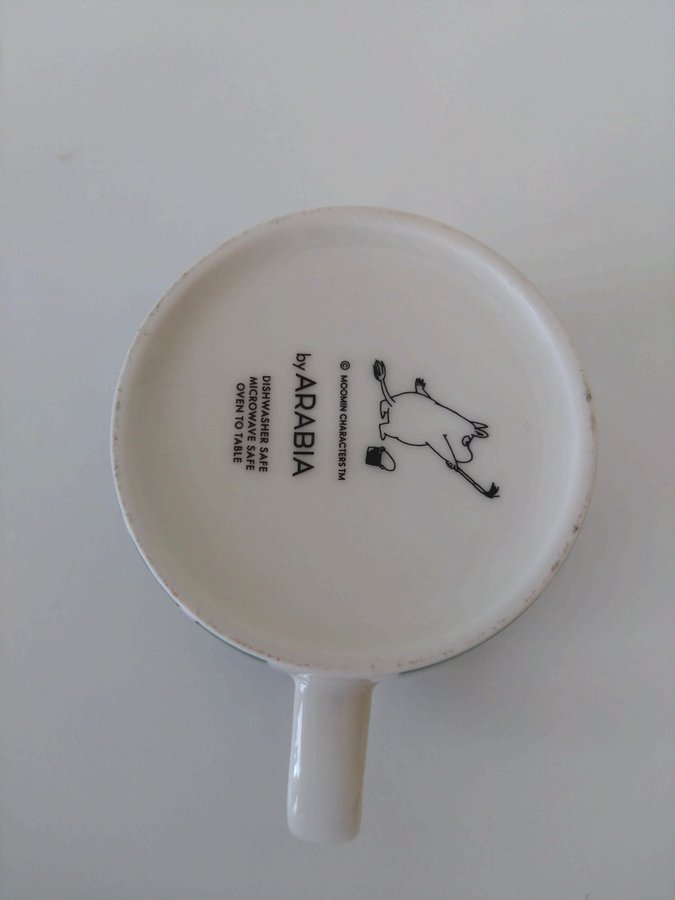 © MOOMIN CHARACTERS TM
by ARABIA
DISHWASHER SAFE
MICROWAVE SAFE
OVEN TO TABLE